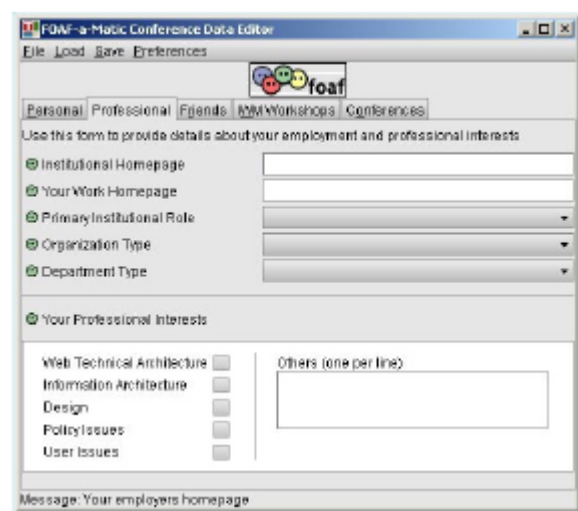 FOAF-a-Matic Conference Data Editor
File Load Save Preferences
foaf
Personal Professional Friends IWMWorkshops Conferences
Use this form to provide details about your employment and professional interests
Institutional Homepage
Your Work Homepage
Primary Institutional Role
Organization Type
Department Type
Your Professional Interests
Web Technical Architecture
Others (one per line)
Information Architecture
Design
Policy Issues
User Issues
Message: Your employers homepage